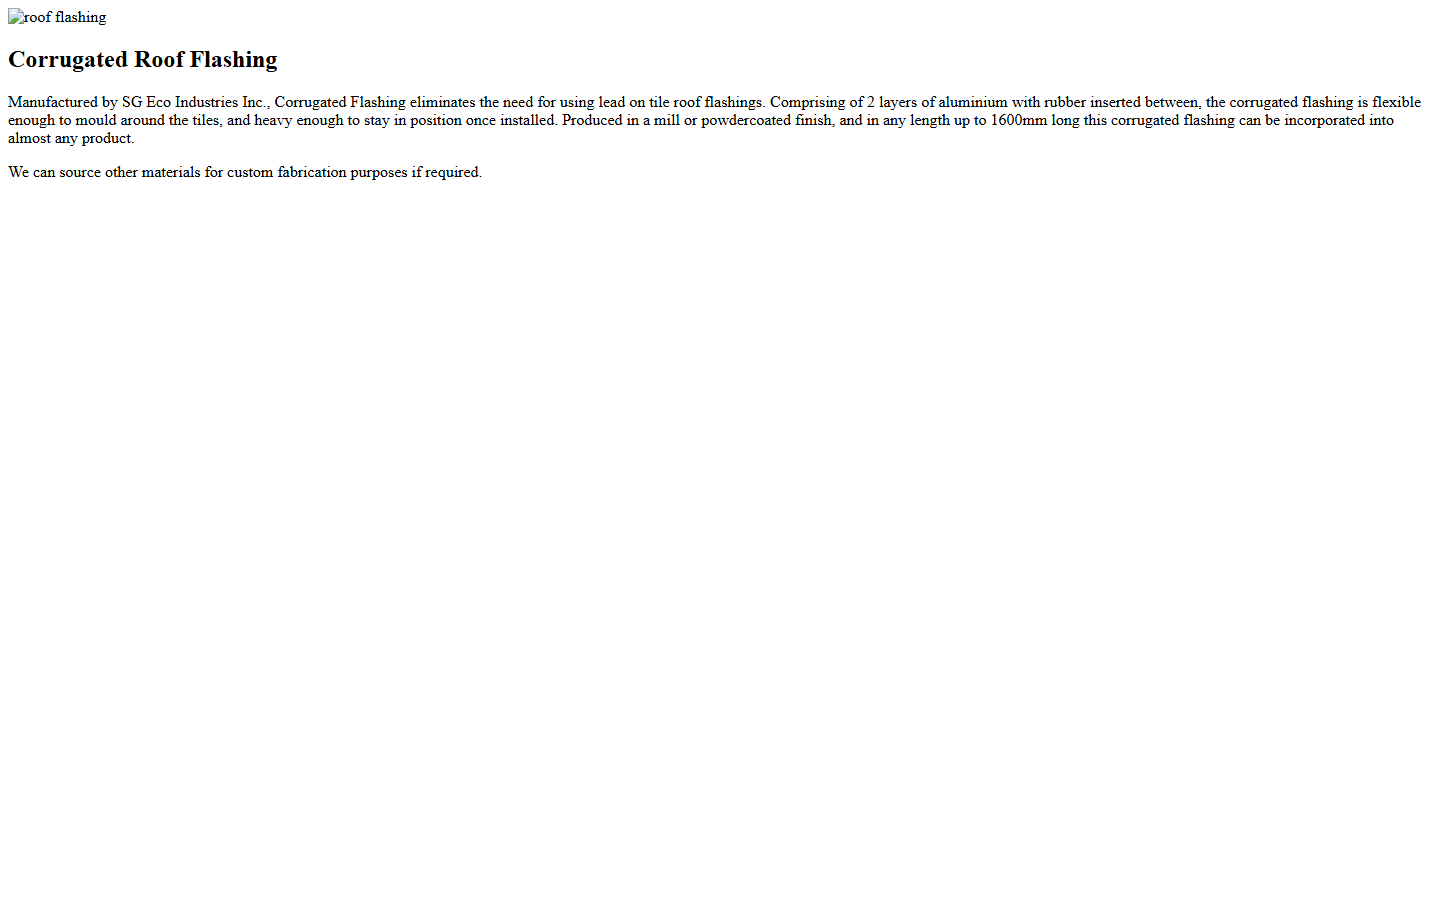 roof flashing
Corrugated Roof Flashing
Manufactured by SG Eco Industries Inc., Corrugated Flashing eliminates the need for using lead on tile roof flashings. Comprising of 2 layers of aluminium with rubber inserted between, the corrugated flashing is flexible
enough to mould around the tiles, and heavy enough to stay in position once installed. Produced in a mill or powdercoated finish, and in any length up to 1600mm long this corrugated flashing can be incorporated into
almost any product.
We can source other materials for custom fabrication purposes if required.